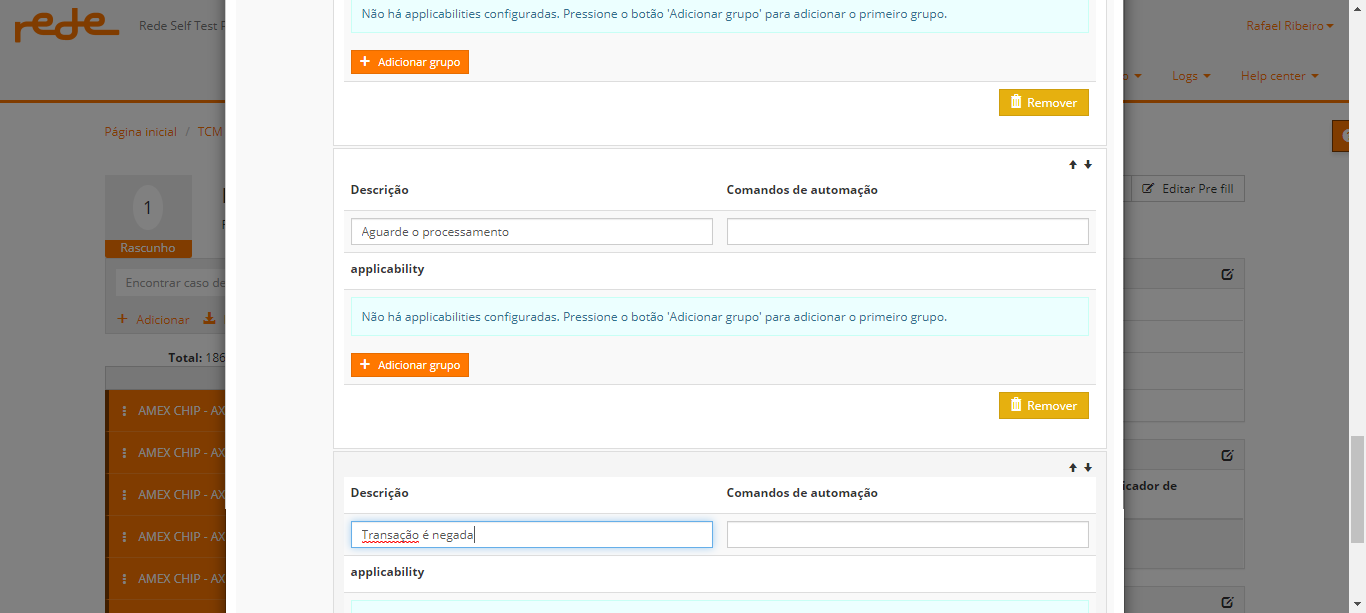 Não há applicabilities configuradas. Pressione o botão 'Adicionar grupo' para adicionar o primeiro grupo.
rede
Rede Self Test
Rafael Ribeiro
Adicionar grupo
Logs
Help center
Remover
Página inicial / TCM
Descrição
Comandos de automação
1
Editar Pre fill
Aguarde o processamento
Rascunho
applicability
Encontrar caso de
Não há applicabilities configuradas. Pressione o botão 'Adicionar grupo' para adicionar o primeiro grupo.
Adicionar
Total: 186
Adicionar grupo
Remover
AMEX CHIP - AX
AMEX CHIP - AX
icador de
Descrição
Comandos de automação
AMEX CHIP - AX
Transação é negada
AMEX CHIP - AX
applicability
AMEX CHIP - AX